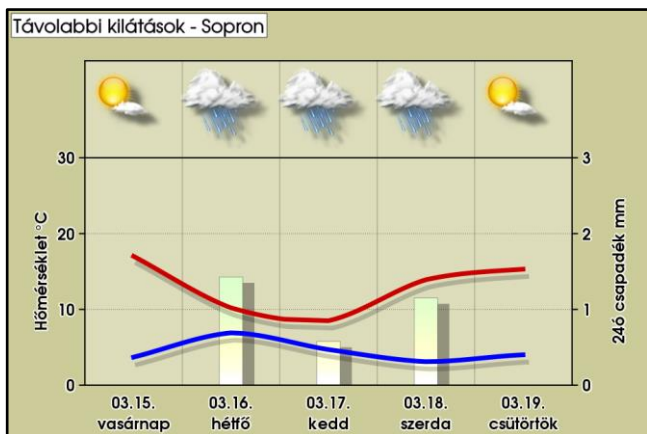 Távolabbi kilátások - Sopron
30
20
10
0
Hőmérséklet °C
3
2
1
0
24ó csapadék mm
03.15. 03.16. 03.17. 03.18. 03.19.
vasárnap hétfő kedd szerda csütörtök